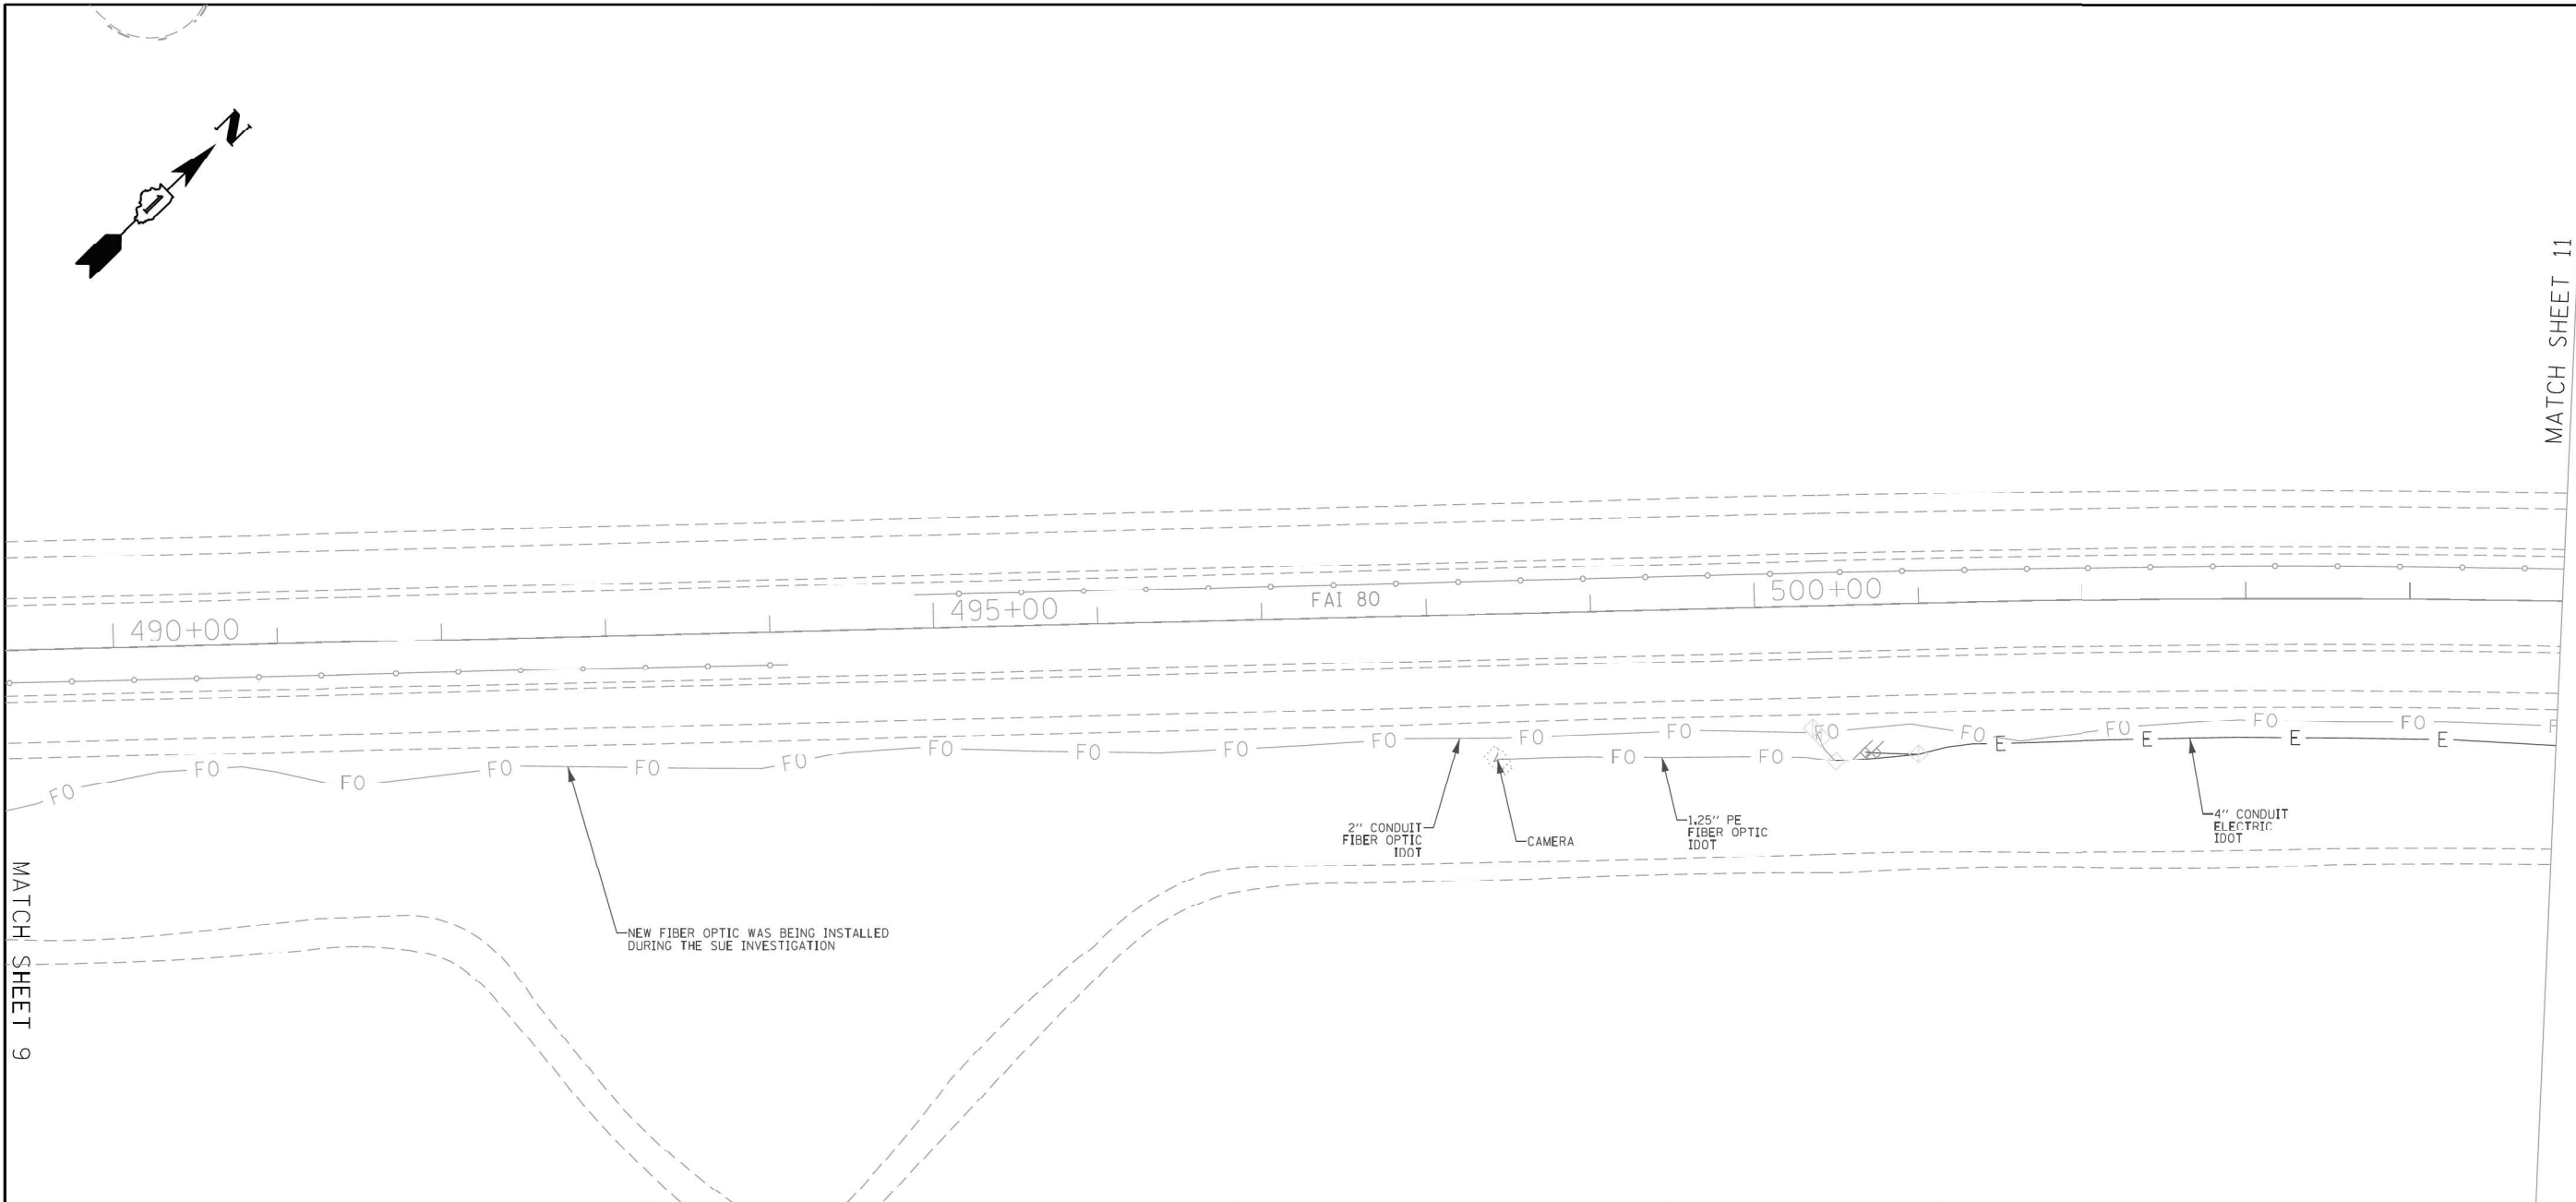 N
1
MATCH SHEET 11
490+00
495+00
FAI 80
500+00
FO FO FO FO FO FO FO FO FO FO FO FO FO FO FO FO FO F
FO FO
E E E E
2" CONDUIT
FIBER OPTIC
IDOT
CAMERA
1.25" PE
FIBER OPTIC
IDOT
4" CONDUIT
ELECTRIC
IDOT
NEW FIBER OPTIC WAS BEING INSTALLED
DURING THE SUE INVESTIGATION
MATCH SHEET 9